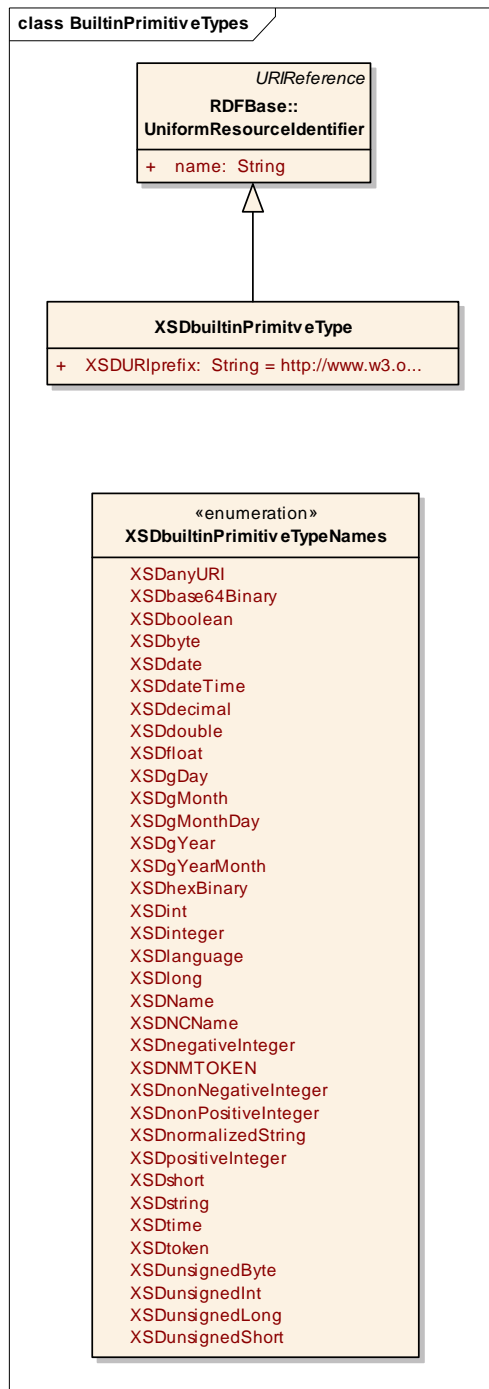 class BuiltinPrimitiveTypes
URIReference
RDFBase::
UniformResourceIdentifier
+ name: String
XSDbuiltinPrimitveType
+ XSDURIprefix: String = http://www.w3.o...
«enumeration»
XSDbuiltinPrimitiveTypeNames
XSDanyURI
XSDbase64Binary
XSDboolean
XSDbyte
XSDdate
XSDdateTime
XSDdecimal
XSDdouble
XSDfloat
XSDgDay
XSDgMonth
XSDgMonthDay
XSDgYear
XSDgYearMonth
XSDhexBinary
XSDint
XSDinteger
XSDlanguage
XSDlong
XSDName
XSDNCName
XSDnegativeInteger
XSDNMTOKEN
XSDnonNegativeInteger
XSDnonPositiveInteger
XSDnormalizedString
XSDpositiveInteger
XSDshort
XSDstring
XSDtime
XSDtoken
XSDunsignedByte
XSDunsignedInt
XSDunsignedLong
XSDunsignedShort